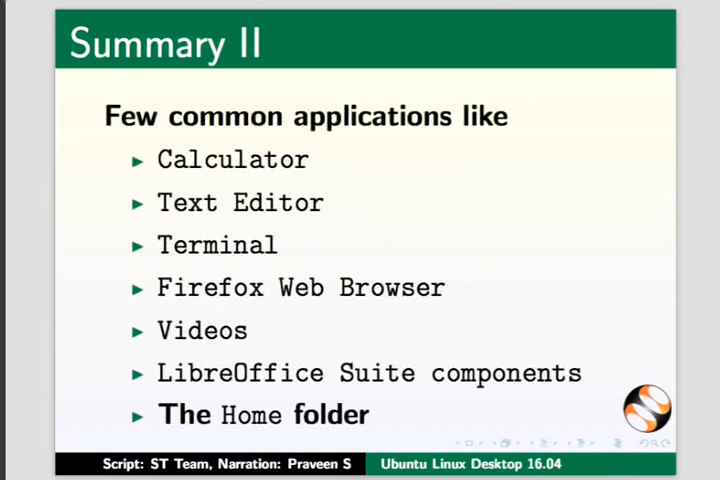 Summary II
Few common applications like
Calculator
Text Editor
Terminal
Firefox Web Browser
Videos
LibreOffice Suite components
The Home folder
Script: ST Team, Narration: Praveen S Ubuntu Linux Desktop 16.04